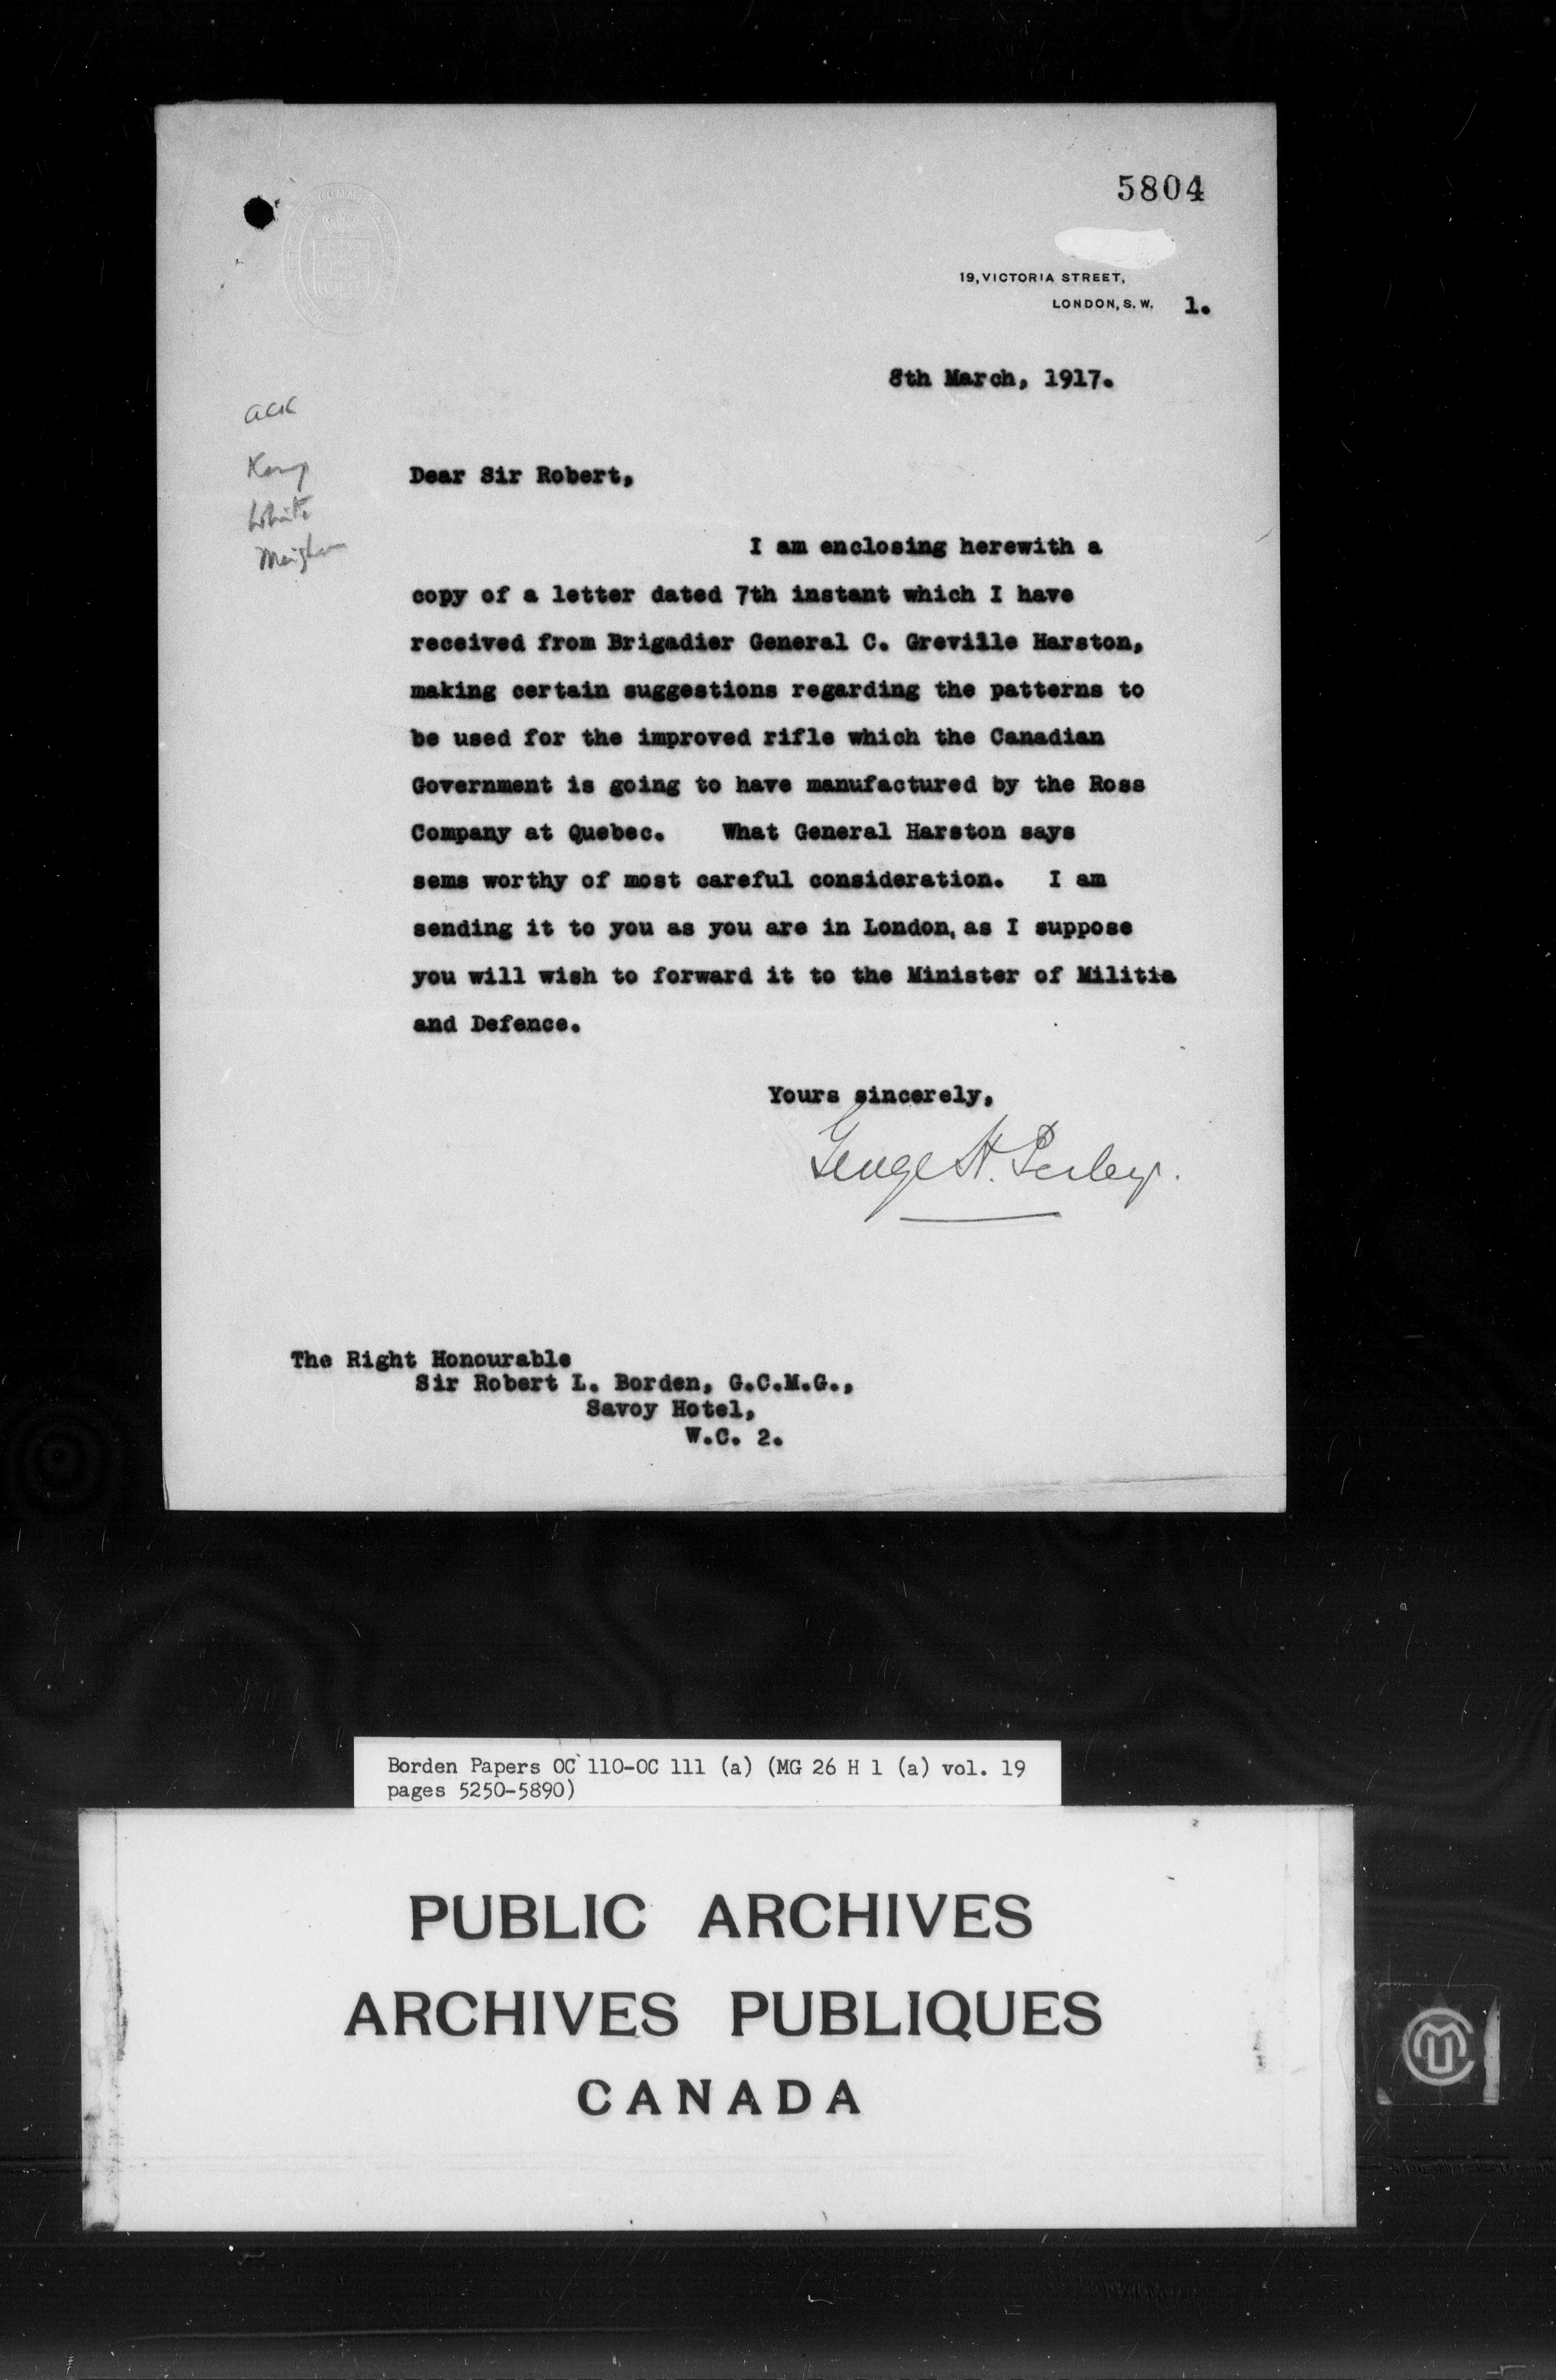 5804
19, VICTORIA STREET,
LONDON, S.W. 1.
8th March, 1917.
ack
Kemp
White
Meighen
Dear Sir Robert,
I am enclosing herewith a
copy of a letter dated 7th instant which I have
received from Brigadier General C. Greville Harston,
making certain suggestions regarding the patterns to
be used for the improved rifle which the Canadian
Government is going to have manufactured by the Ross
Company at Quebec. What General Harston says
sems worthy of most careful consideration. I am
sending it to you as you are in London, as I suppose
you will wish to forward it to the Minister of Militia
and Defence.
Yours sincerely,
George H. Perley.
The Right Honourable
Sir Robert L. Borden, G.C.M.G.,
Savoy Hotel,
W.C. 2.
Borden Papers OC 110-OC 111 (a) (MG 26 H 1 (a) vol. 19
pages 5250-5890)
PUBLIC ARCHIVES
ARCHIVES PUBLIQUES
CANADA